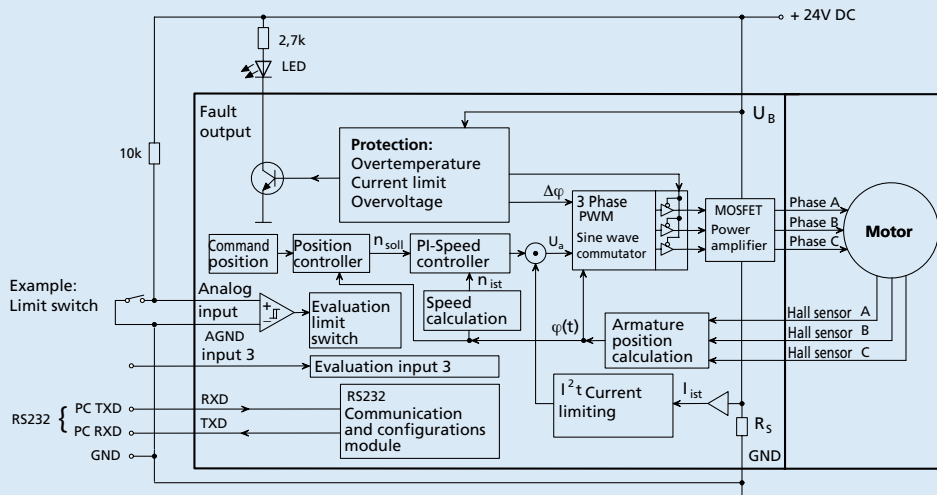 + 24V DC
2,7k
LED
10k
Fault
output
U B
Protection:
Overtemperature
Current limit
Overvoltage
Δφ
3 Phase
PWM
Sine wave
commutator
MOSFET
Power
amplifier
Phase A
Phase B
Phase C
Motor
Command
position
Position
controller
n soll
PI-Speed
controller
U a
n ist
Speed
calculation
φ(t)
Armature
position
calculation
Hall sensor A
Hall sensor B
Hall sensor C
Example:
Limit switch
Analog
input
AGND
input 3
+
–
Evaluation
limit
switch
Evaluation input 3
I²t Current
limiting
I ist
R S
GND
RS232
PC TXD
PC RXD
GND
RXD
TXD
RS232
Communication
and configurations
module